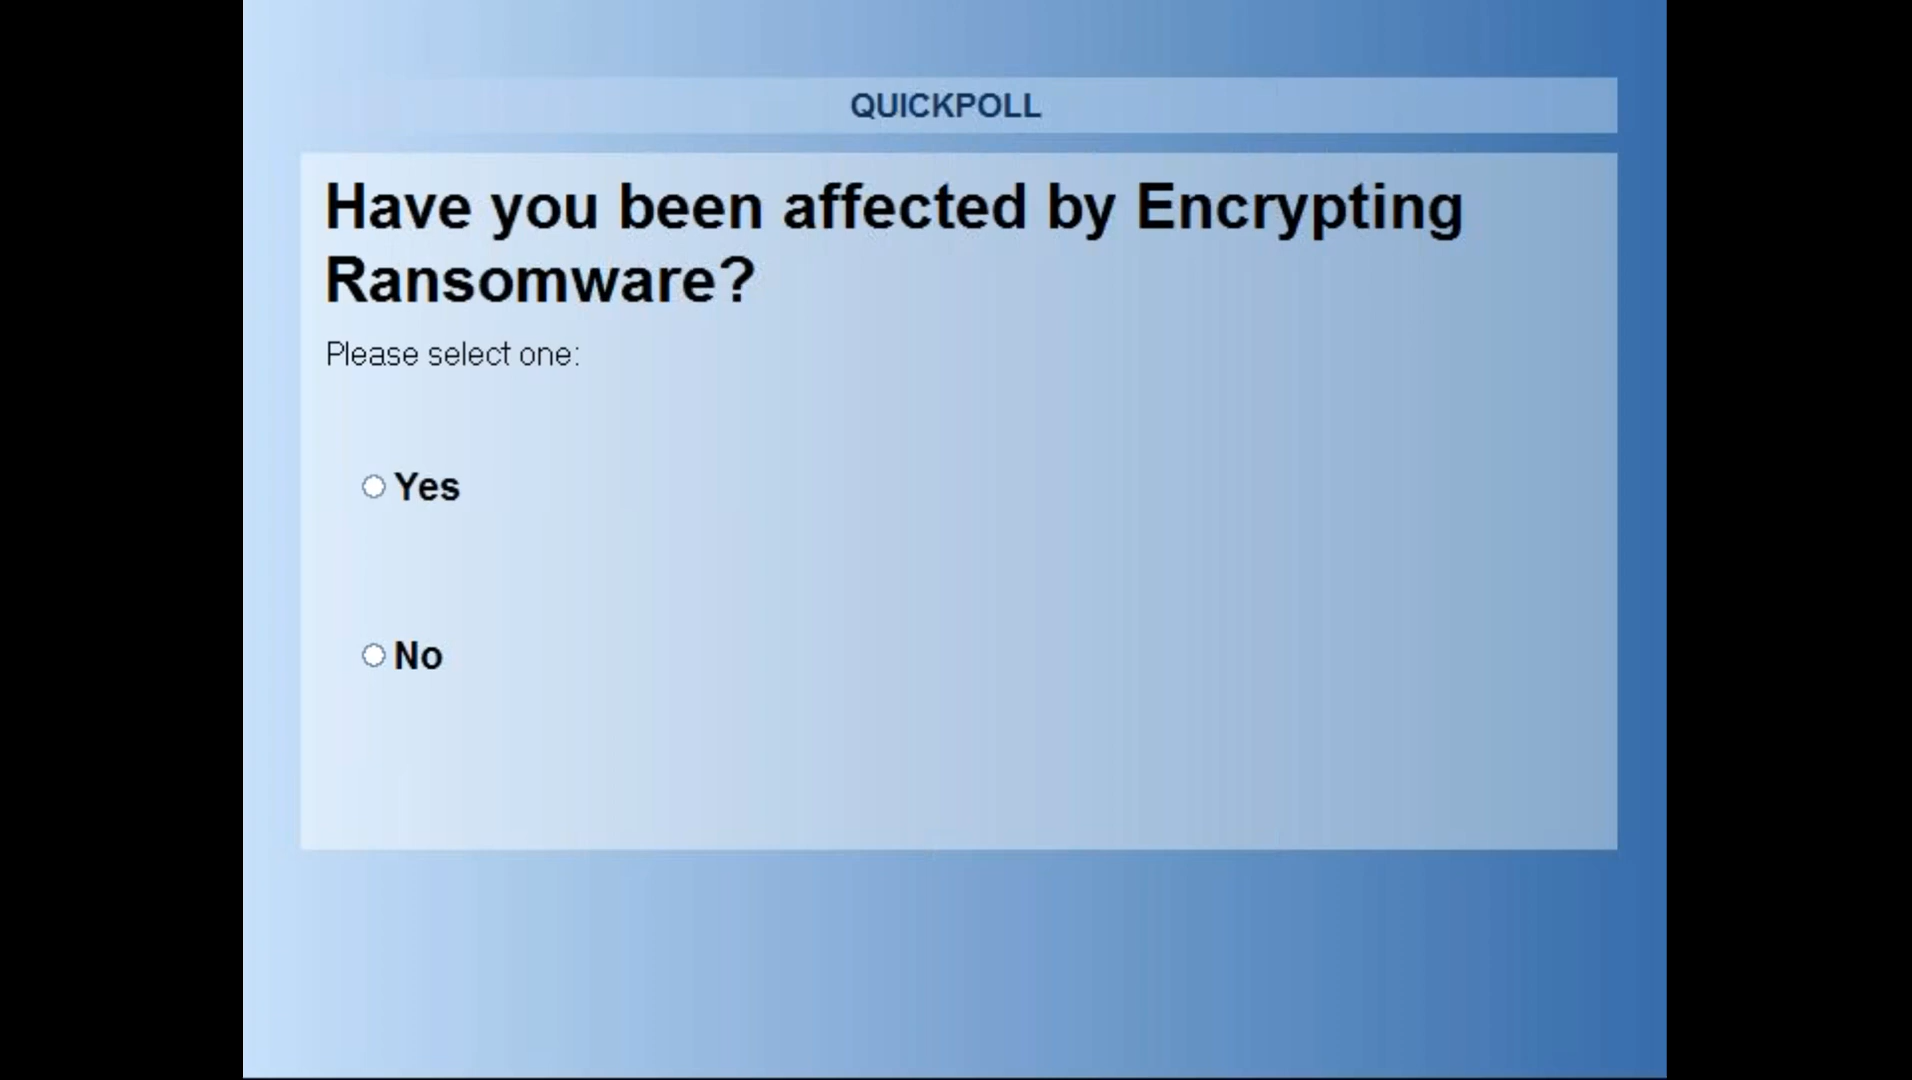 QUICKPOLL
Have you been affected by Encrypting
Ransomware?
Please select one:
Yes
No